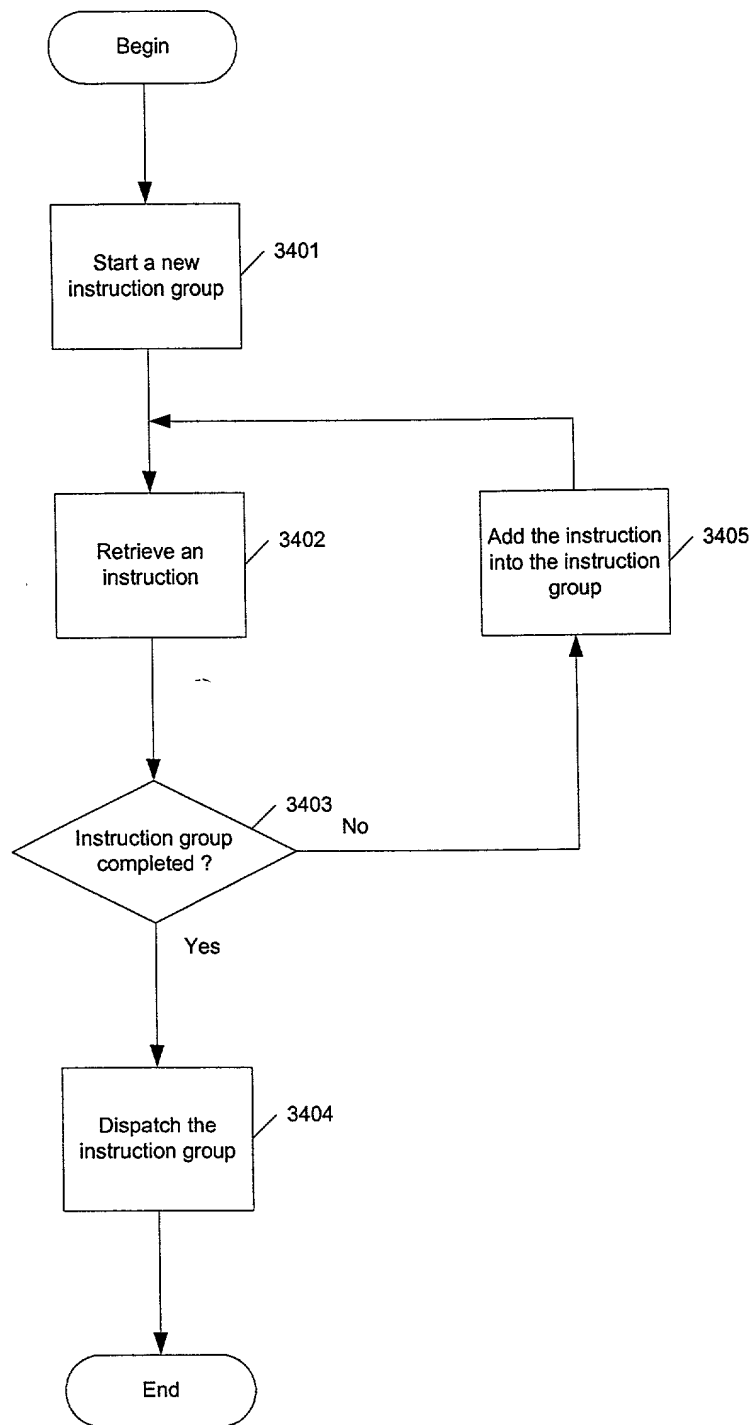 Begin
Start a new
instruction group
3401
Retrieve an
instruction
3402
Add the instruction
into the instruction
group
3405
Instruction group
completed ?
3403
No
Yes
Dispatch the
instruction group
3404
End